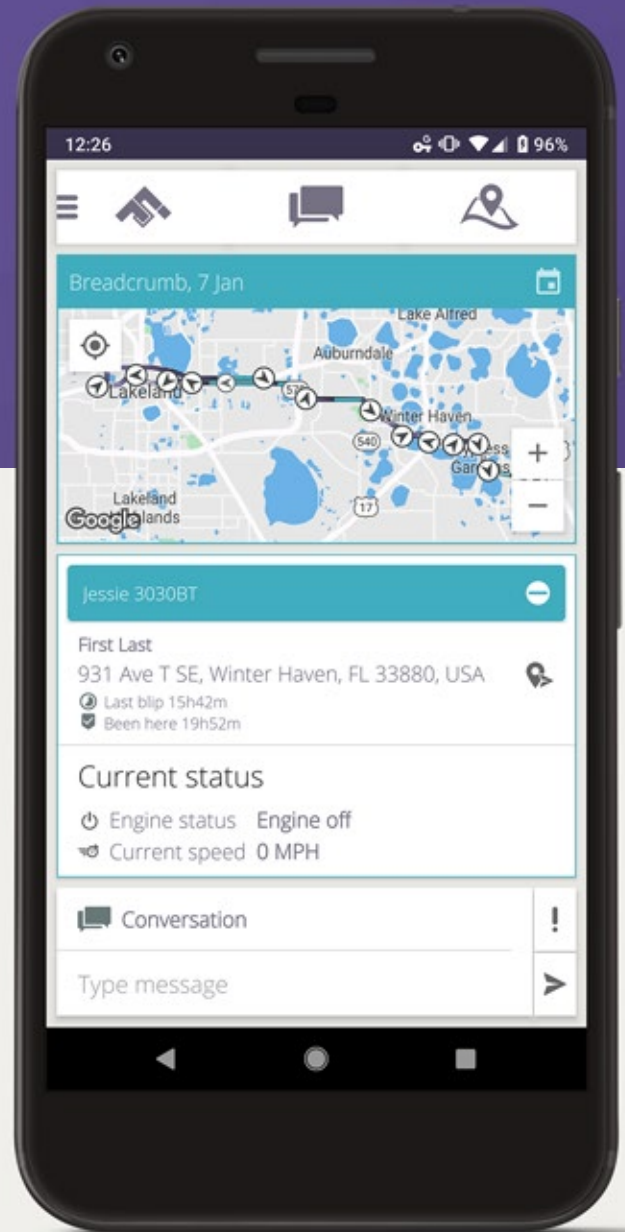 12:26
96%
Breadcrumb, 7 Jan
Lake Alfred
Auburndale
Lakeland
Winter Haven
540
Gardens
Lakeland
17
Google
Jessie 3030BT
First Last
931 Ave T SE, Winter Haven, FL 33880, USA
Last blip 15h42m
Been here 19h52m
Current status
Engine status Engine off
Current speed 0 MPH
Conversation
Type message